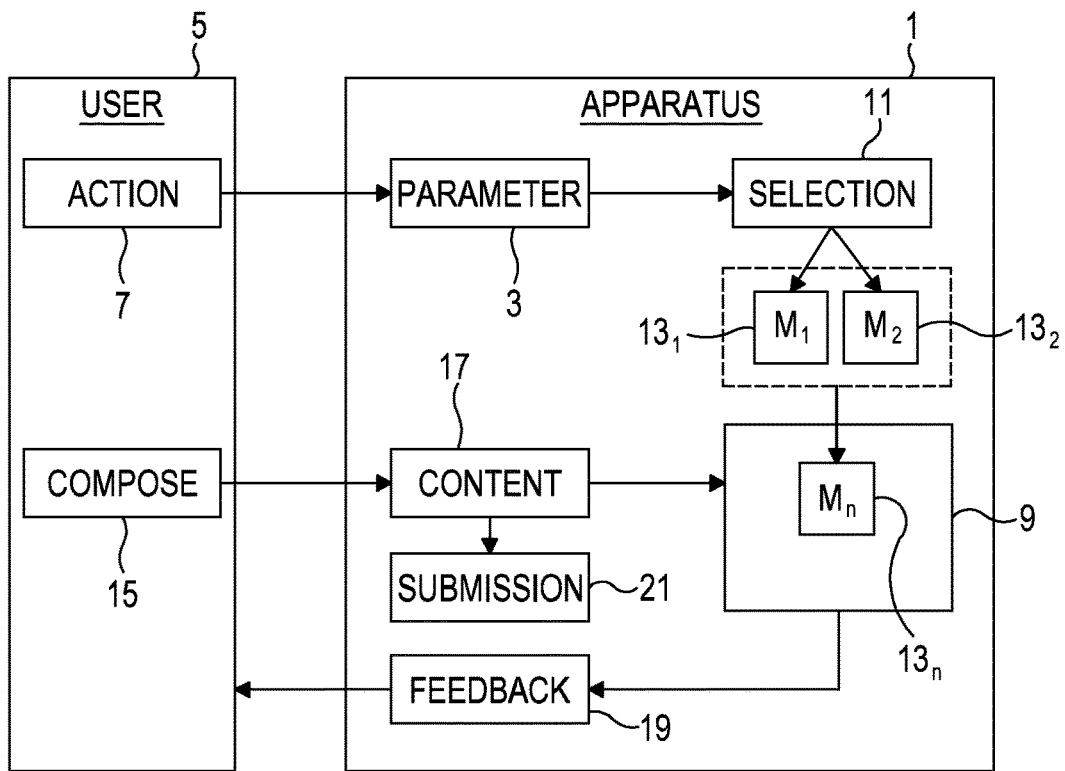 5
1
USER
APPARATUS
11
ACTION
PARAMETER
SELECTION
7
3
13₁
M₁
M₂
13₂
17
COMPOSE
CONTENT
Mₙ
9
15
SUBMISSION
21
13ₙ
FEEDBACK
19